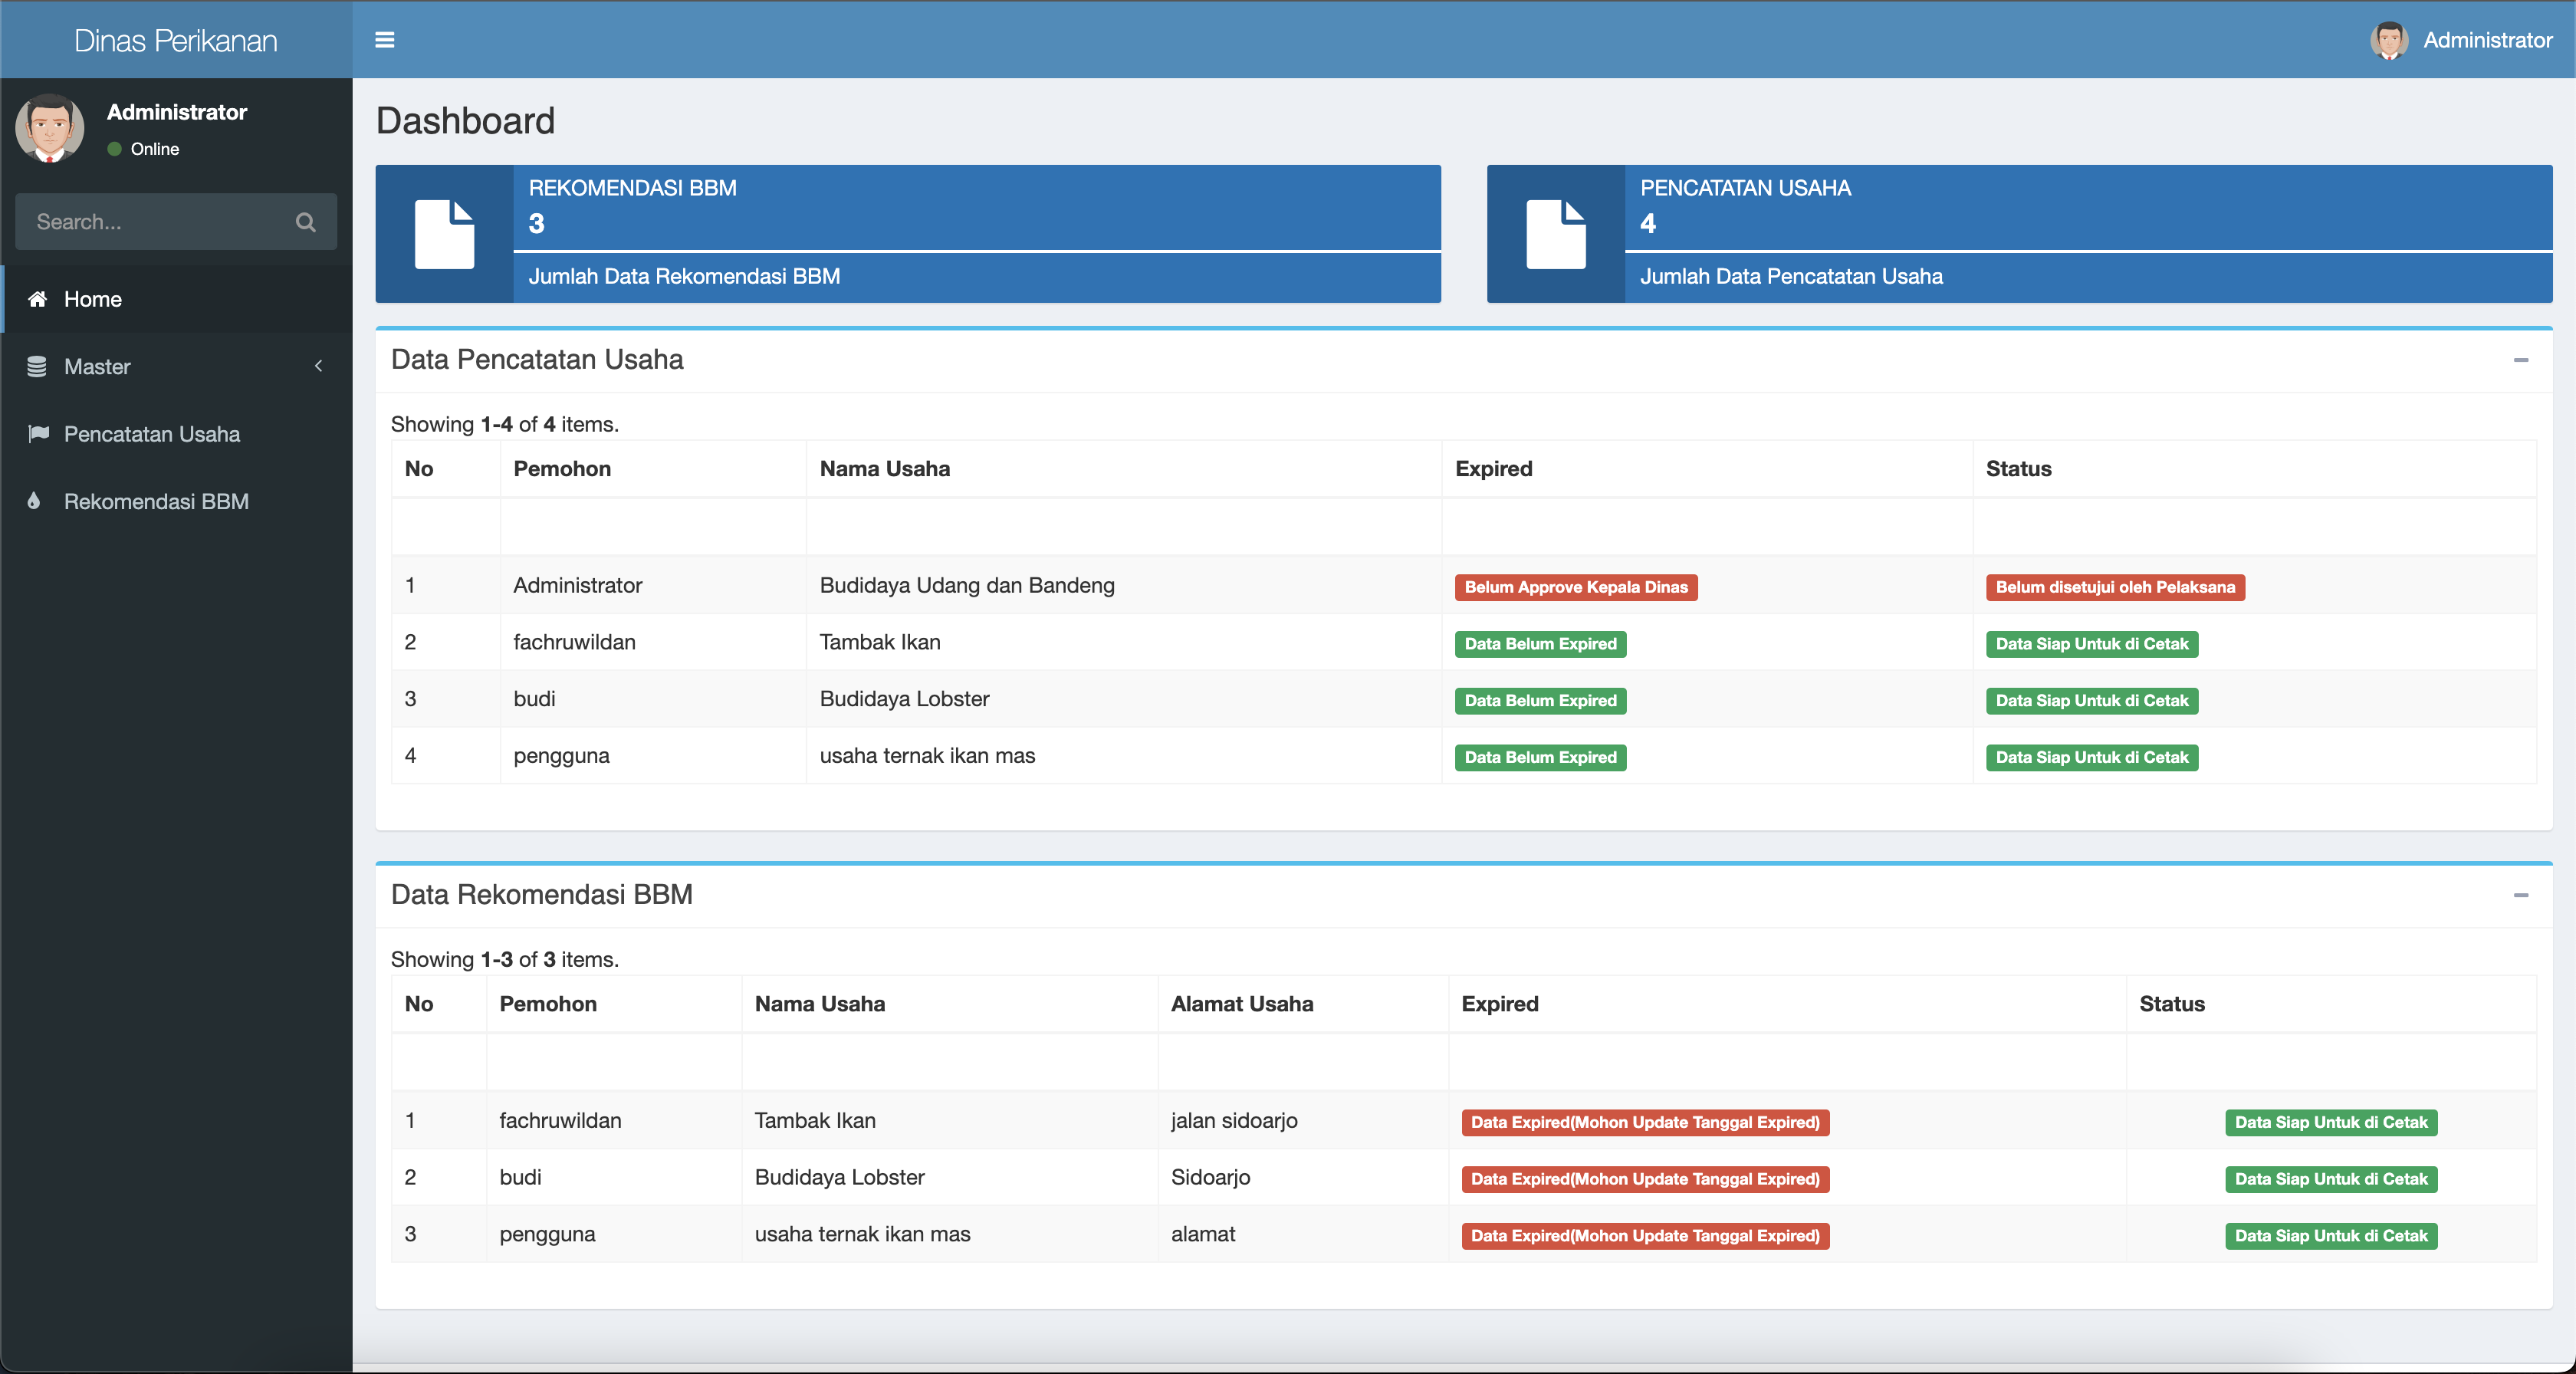 Dinas Perikanan
Administrator
Administrator
Online
Search...
Home
Master
Pencatatan Usaha
Rekomendasi BBM
Dashboard
REKOMENDASI BBM
3
Jumlah Data Rekomendasi BBM
PENCATATAN USAHA
4
Jumlah Data Pencatatan Usaha
Data Pencatatan Usaha
Showing 1-4 of 4 items.
No Pemohon Nama Usaha Expired Status
1 Administrator Budidaya Udang dan Bandeng Belum Approve Kepala Dinas Belum disetujui oleh Pelaksana
2 fachruwildan Tambak Ikan Data Belum Expired Data Siap Untuk di Cetak
3 budi Budidaya Lobster Data Belum Expired Data Siap Untuk di Cetak
4 pengguna usaha ternak ikan mas Data Belum Expired Data Siap Untuk di Cetak
Data Rekomendasi BBM
Showing 1-3 of 3 items.
No Pemohon Nama Usaha Alamat Usaha Expired Status
1 fachruwildan Tambak Ikan jalan sidoarjo Data Expired(Mohon Update Tanggal Expired) Data Siap Untuk di Cetak
2 budi Budidaya Lobster Sidoarjo Data Expired(Mohon Update Tanggal Expired) Data Siap Untuk di Cetak
3 pengguna usaha ternak ikan mas alamat Data Expired(Mohon Update Tanggal Expired) Data Siap Untuk di Cetak